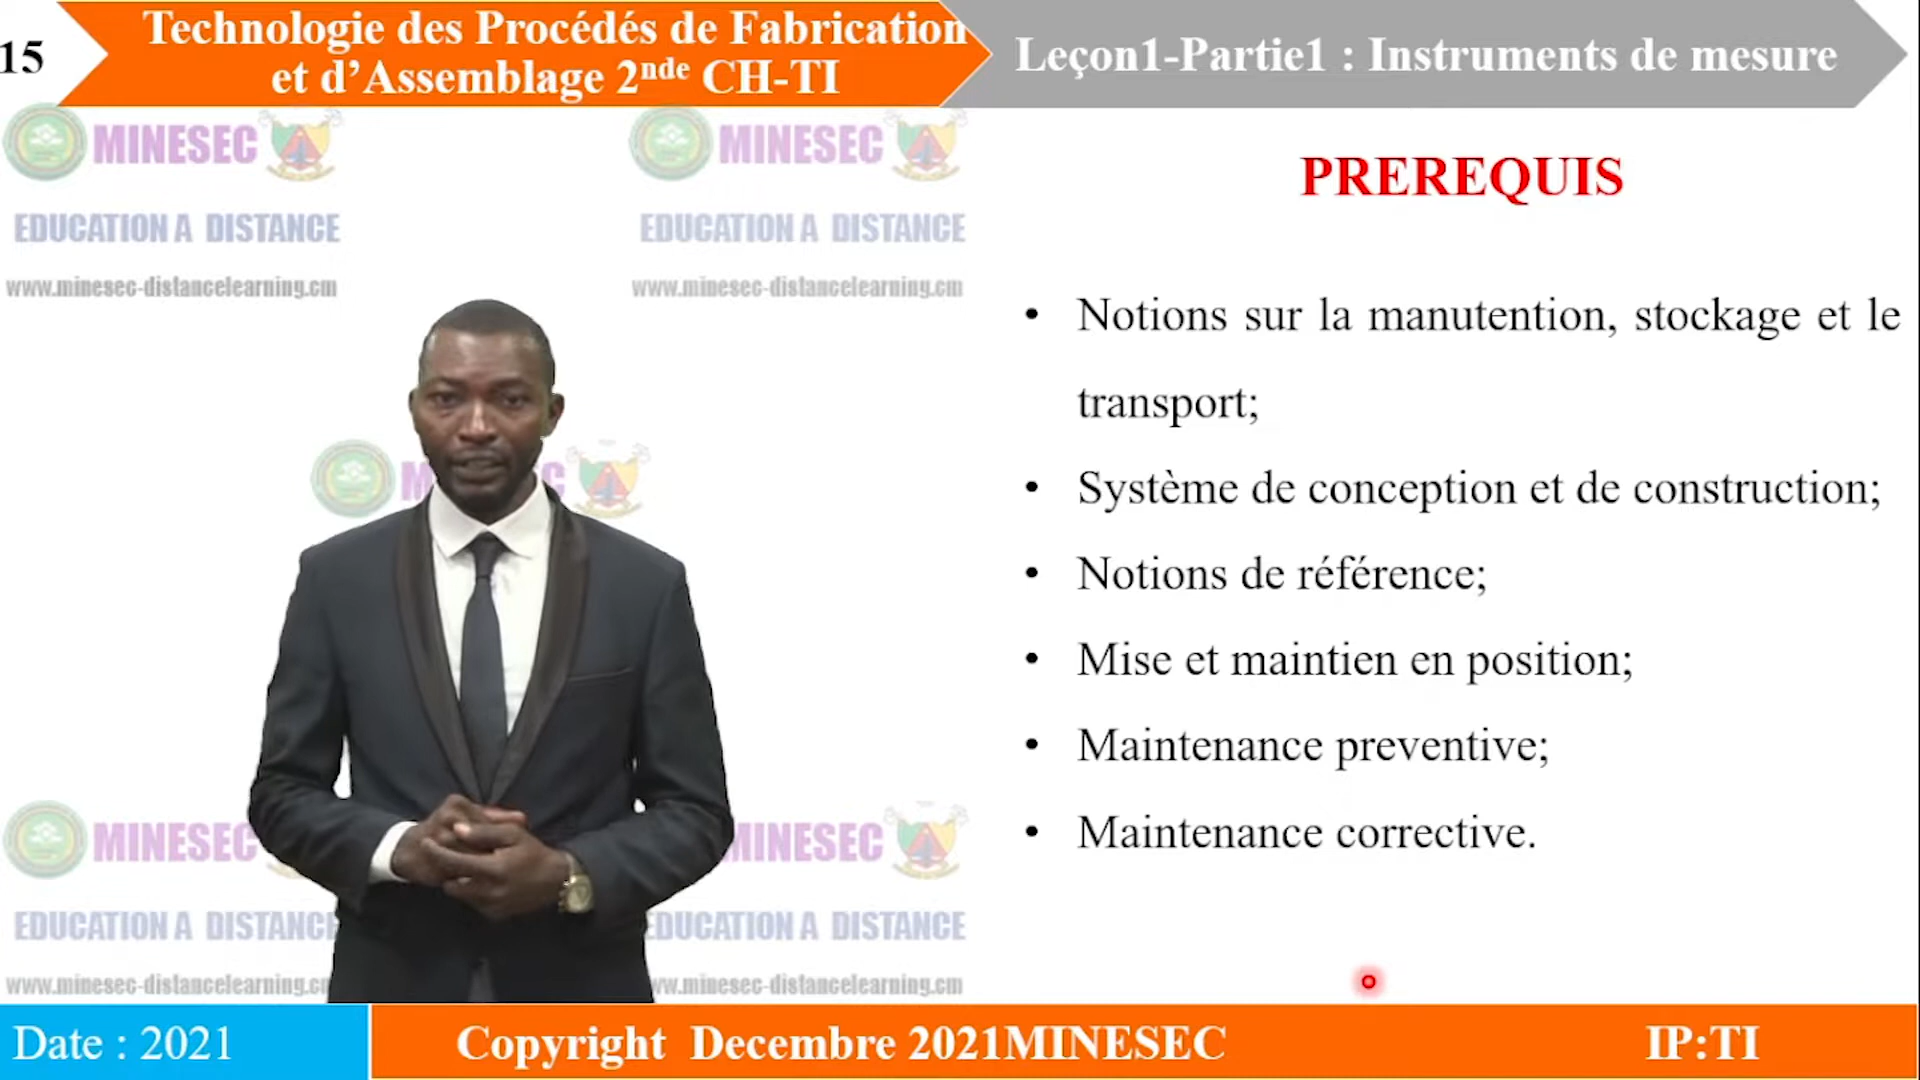 15
Technologie des Procédés de Fabrication
et d’Assemblage 2nde CH-TI
Leçon1-Partie1 : Instruments de mesure
MINESEC
MINESEC
EDUCATION A DISTANCE
EDUCATION A DISTANCE
www.minesec-distancelearning.cm
www.minesec-distancelearning.cm
PREREQUIS
• Notions sur la manutention, stockage et le
transport;
• Système de conception et de construction;
• Notions de référence;
• Mise et maintien en position;
• Maintenance preventive;
• Maintenance corrective.
MINESEC
MINESEC
EDUCATION A DISTANCE
EDUCATION A DISTANCE
www.minesec-distancelearning.c
www.minesec-distancelearning.cm
Date : 2021
Copyright Decembre 2021MINESEC
IP:TI